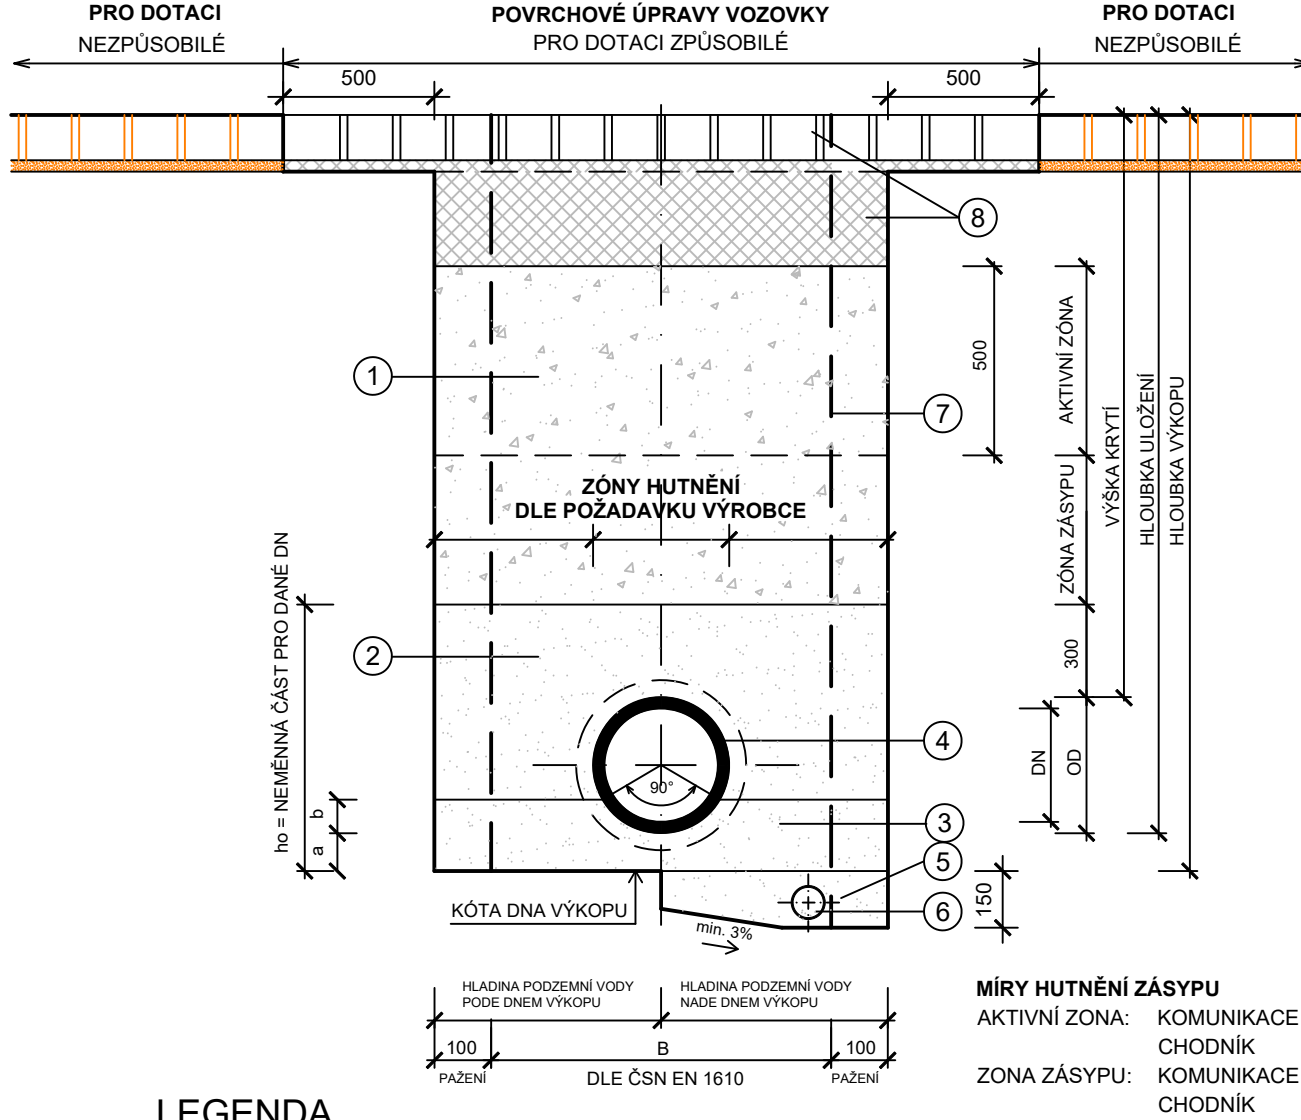 PRO DOTACI
NEZPŮSOBILÉ
POVRCHOVÉ ÚPRAVY VOZOVKY
PRO DOTACI ZPŮSOBILÉ
PRO DOTACI
NEZPŮSOBILÉ
500
500
8
1
7
500
AKTIVNÍ ZÓNA
VÝŠKA KRYTÍ
HLOUBKA ULOŽENÍ
HLOUBKA VÝKOPU
ZÓNY HUTNĚNÍ
DLE POŽADAVKU VÝROBCE
ZÓNA ZÁSYPU
ho = NEMĚNNÁ ČÁST PRO DANÉ DN
2
300
4
DN
OD
90°
b
a
3
5
6
150
KÓTA DNA VÝKOPU
min. 3%
HLADINA PODZEMNÍ VODY
PODE DNEM VÝKOPU
HLADINA PODZEMNÍ VODY
NADE DNEM VÝKOPU
100
B
100
PAŽENÍ
DLE ČSN EN 1610
PAŽENÍ
MÍRY HUTNĚNÍ ZÁSYPU
AKTIVNÍ ZONA: KOMUNIKACE
CHODNÍK
ZONA ZÁSYPU: KOMUNIKACE
CHODNÍK
LEGENDA